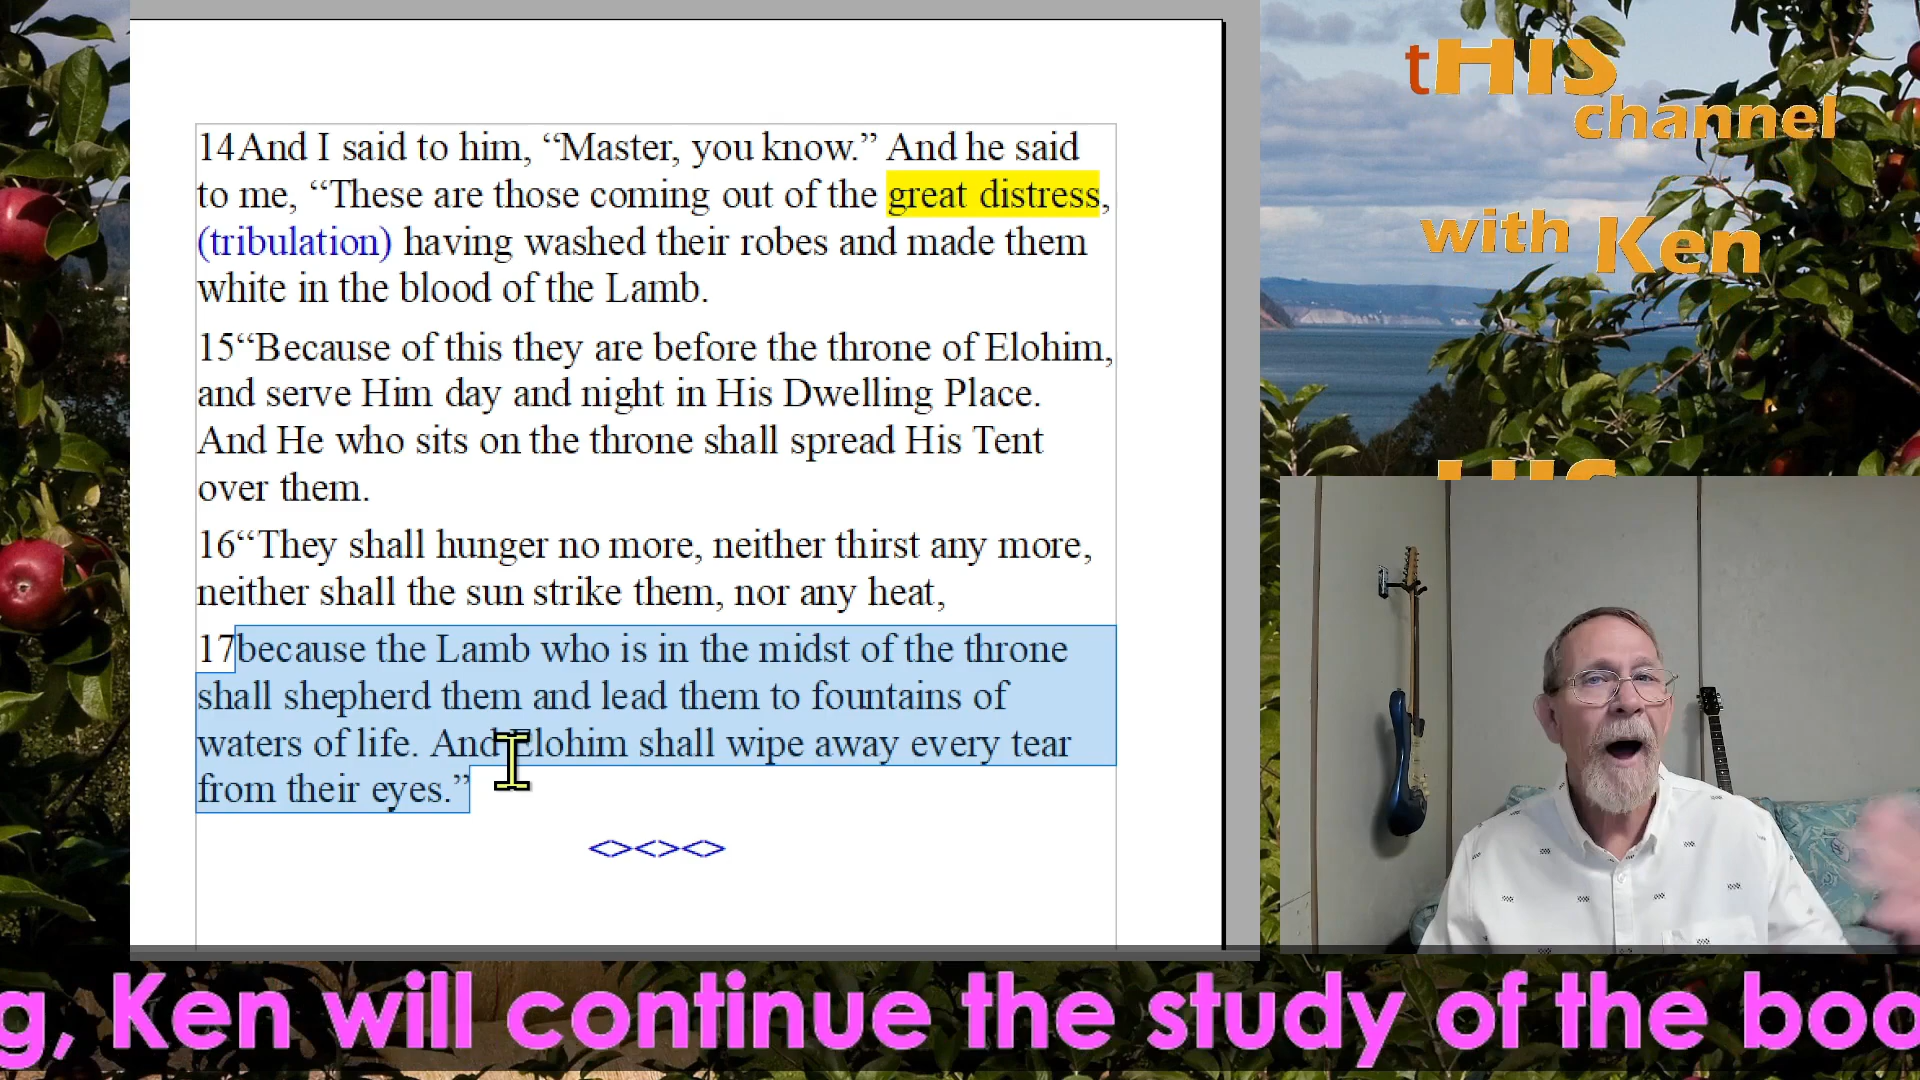 14And I said to him, “Master, you know.” And he said
to me, “These are those coming out of the great distress,
(tribulation) having washed their robes and made them
white in the blood of the Lamb.
15“Because of this they are before the throne of Elohim,
and serve Him day and night in His Dwelling Place.
And He who sits on the throne shall spread His Tent
over them.
16“They shall hunger no more, neither thirst any more,
neither shall the sun strike them, nor any heat,
17because the Lamb who is in the midst of the throne
shall shepherd them and lead them to fountains of
waters of life. And Elohim shall wipe away every tear
from their eyes.”
<><><>
tHIS
channel
with Ken
HIS
g, Ken will continue the study of the boo